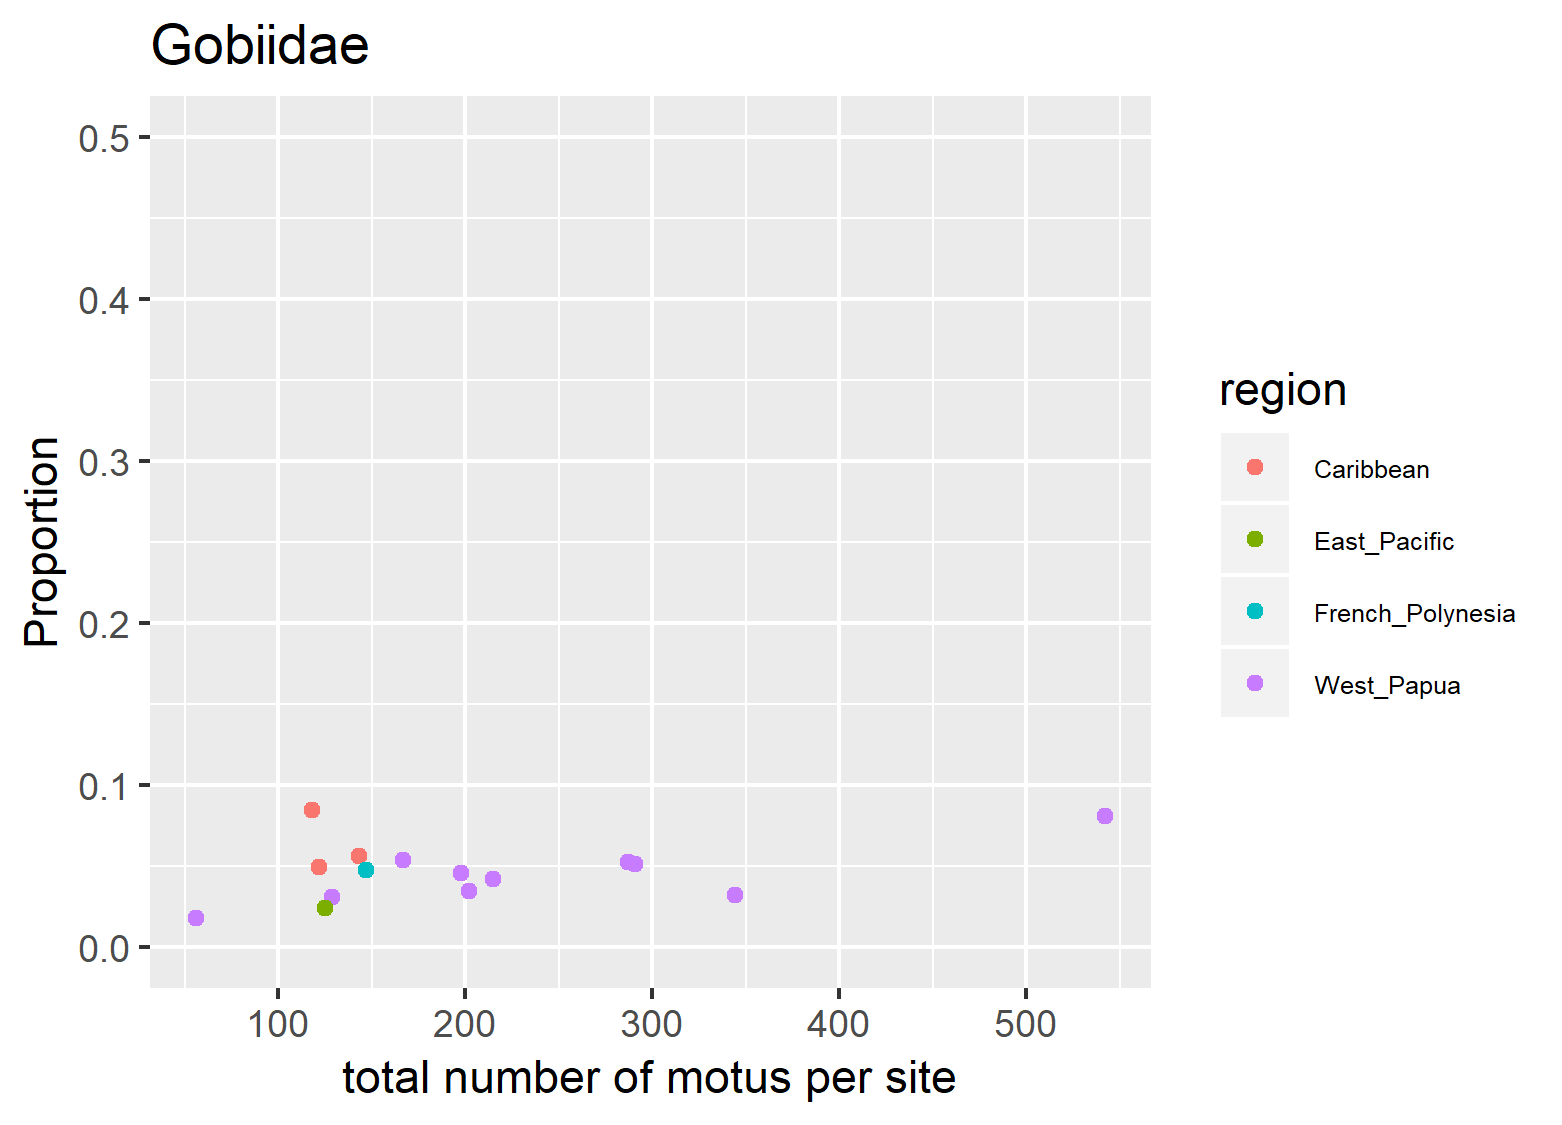 Gobiidae
0.5
0.4
0.3
0.2
0.1
0.0
Proportion
100 200 300 400 500
total number of motus per site
region
Caribbean
East_Pacific
French_Polynesia
West_Papua